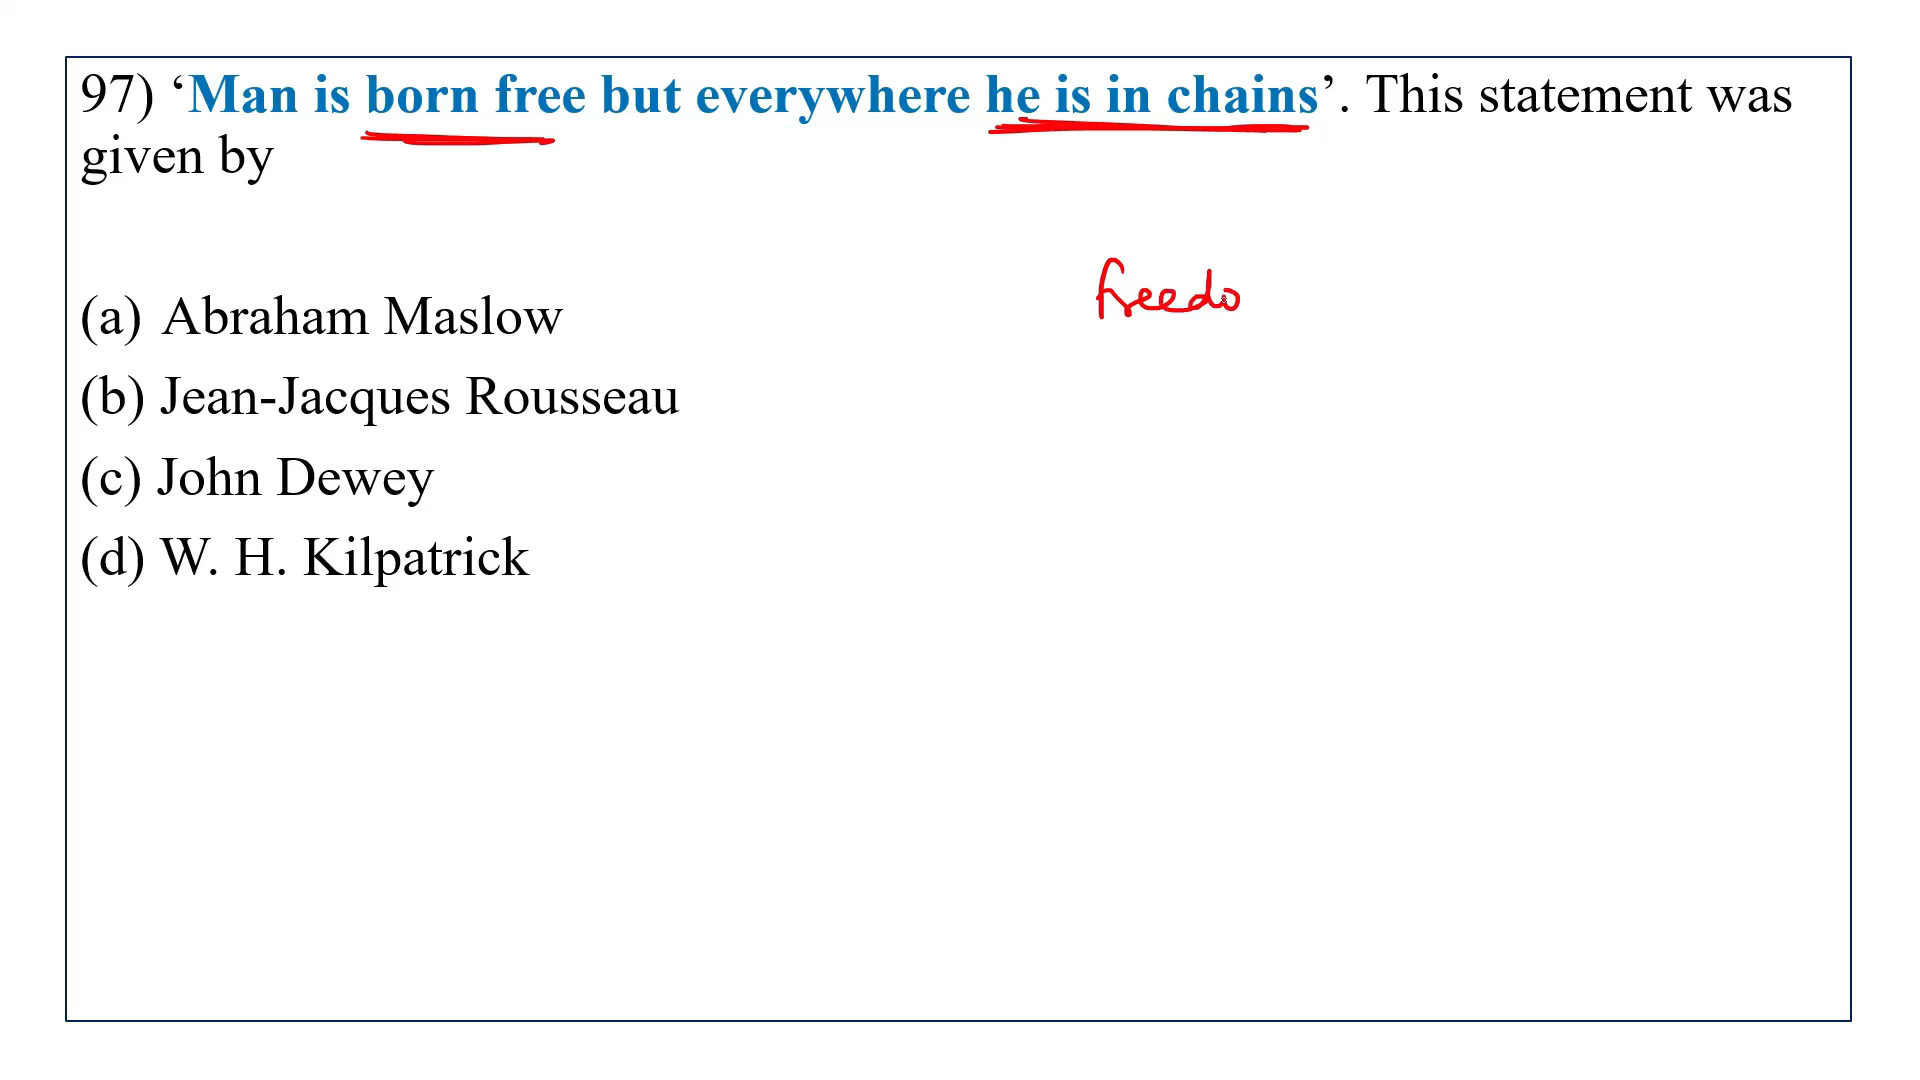 97) ‘Man is born free but everywhere he is in chains’. This statement was
given by
freedo
(a) Abraham Maslow
(b) Jean-Jacques Rousseau
(c) John Dewey
(d) W. H. Kilpatrick